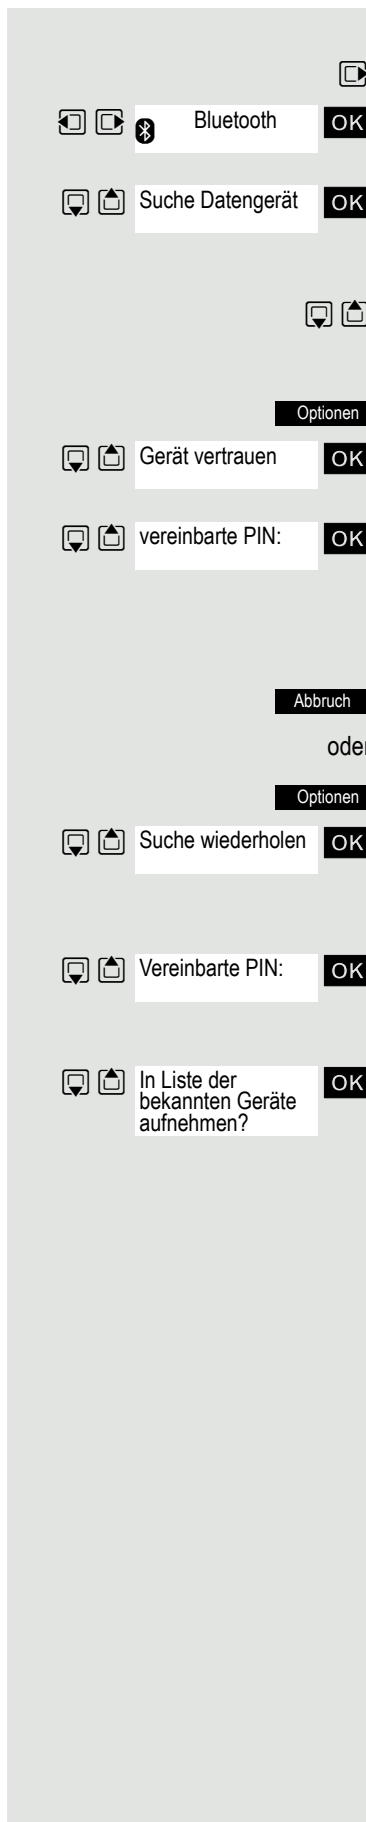 Bluetooth OK
Suche Datengerät OK
Optionen
Gerät vertrauen OK
vereinbarte PIN: OK
Abbruch
oder
Optionen
Suche wiederholen OK
Vereinbarte PIN: OK
In Liste der OK
bekannten Geräte
aufnehmen?